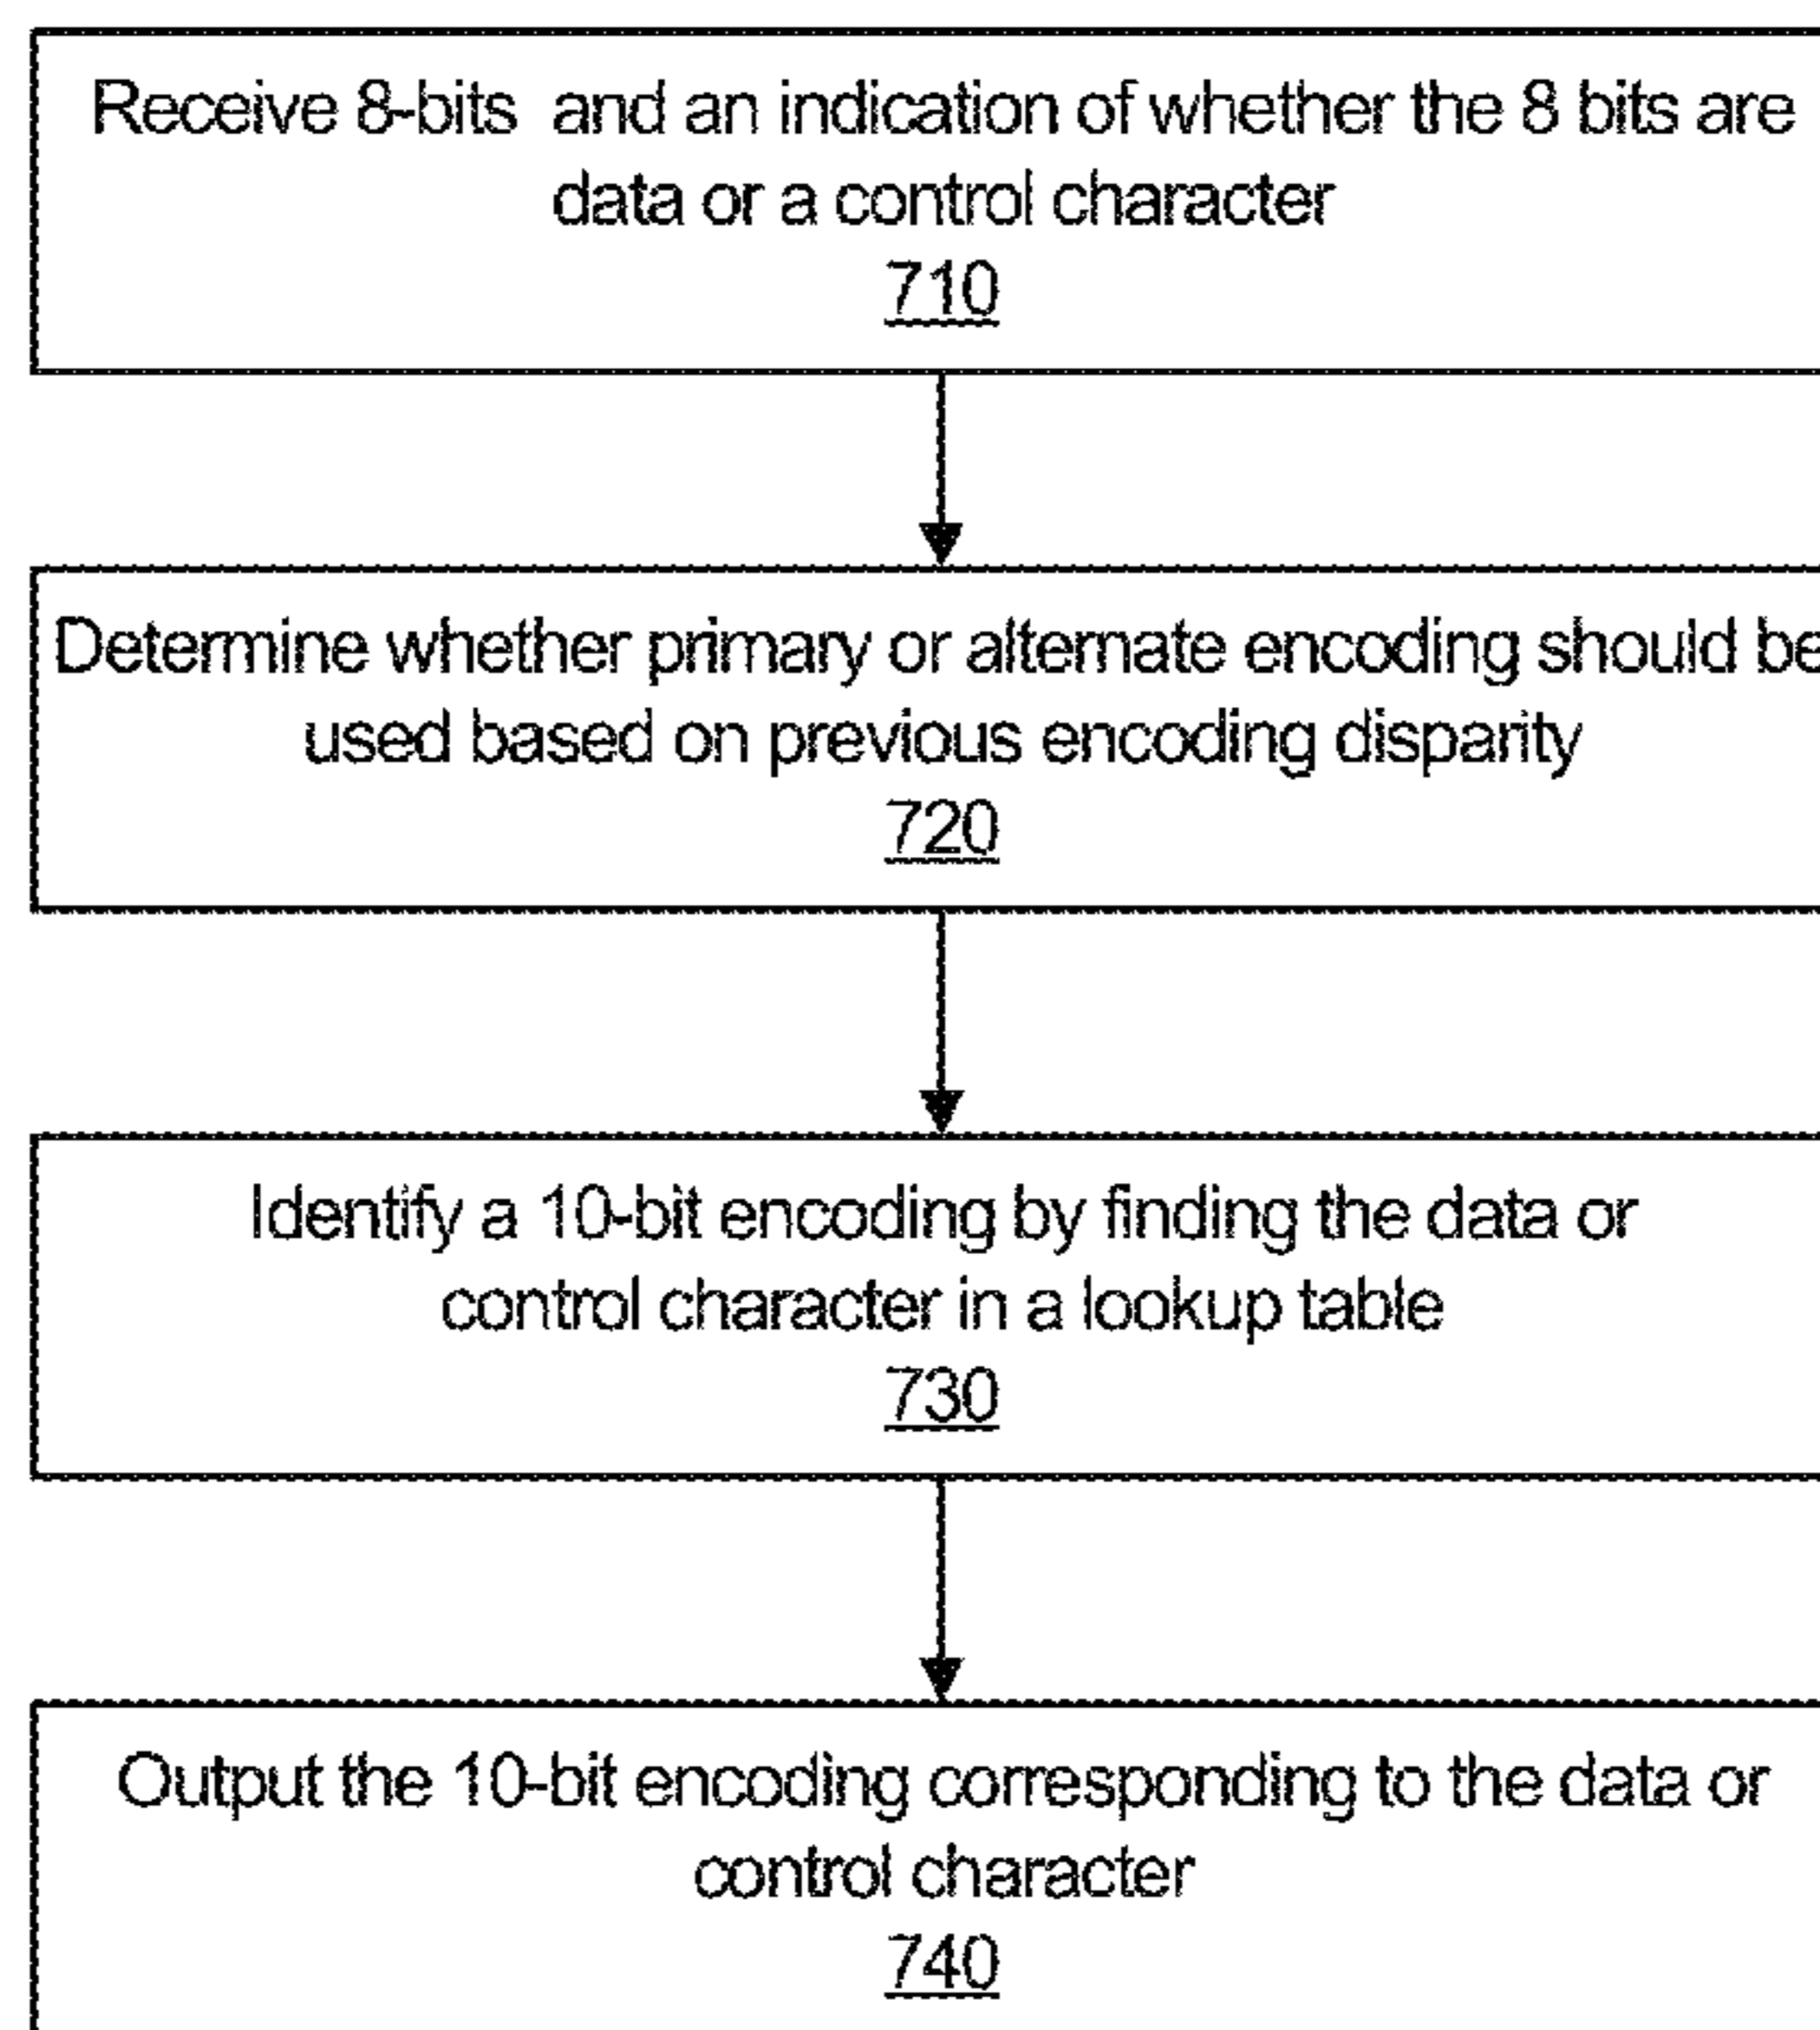 Receive 8-bits and an indication of whether the 8 bits are
data or a control character
710
Determine whether primary or alternate encoding should be
used based on previous encoding disparity
720
Identify a 10-bit encoding by finding the data or
control character in a lookup table
730
Output the 10-bit encoding corresponding to the data or
control character
740